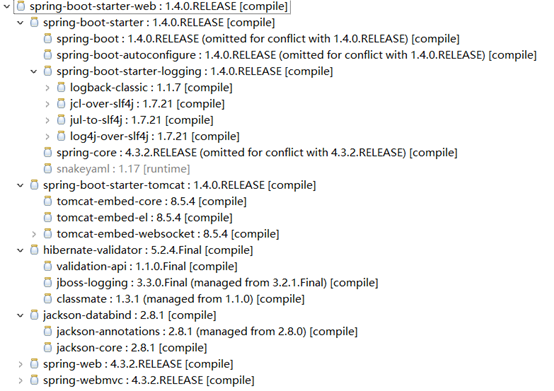 spring-boot-starter-web : 1.4.0.RELEASE [compile]
spring-boot-starter : 1.4.0.RELEASE [compile]
spring-boot : 1.4.0.RELEASE (omitted for conflict with 1.4.0.RELEASE) [compile]
spring-boot-autoconfigure : 1.4.0.RELEASE (omitted for conflict with 1.4.0.RELEASE) [compile]
spring-boot-starter-logging : 1.4.0.RELEASE [compile]
logback-classic : 1.1.7 [compile]
jcl-over-slf4j : 1.7.21 [compile]
jul-to-slf4j : 1.7.21 [compile]
log4j-over-slf4j : 1.7.21 [compile]
spring-core : 4.3.2.RELEASE (omitted for conflict with 4.3.2.RELEASE) [compile]
snakeyaml : 1.17 [runtime]
spring-boot-starter-tomcat : 1.4.0.RELEASE [compile]
tomcat-embed-core : 8.5.4 [compile]
tomcat-embed-el : 8.5.4 [compile]
tomcat-embed-websocket : 8.5.4 [compile]
hibernate-validator : 5.2.4.Final [compile]
validation-api : 1.1.0.Final [compile]
jboss-logging : 3.3.0.Final (managed from 3.2.1.Final) [compile]
classmate : 1.3.1 (managed from 1.1.0) [compile]
jackson-databind : 2.8.1 [compile]
jackson-annotations : 2.8.1 (managed from 2.8.0) [compile]
jackson-core : 2.8.1 [compile]
spring-web : 4.3.2.RELEASE [compile]
spring-webmvc : 4.3.2.RELEASE [compile]